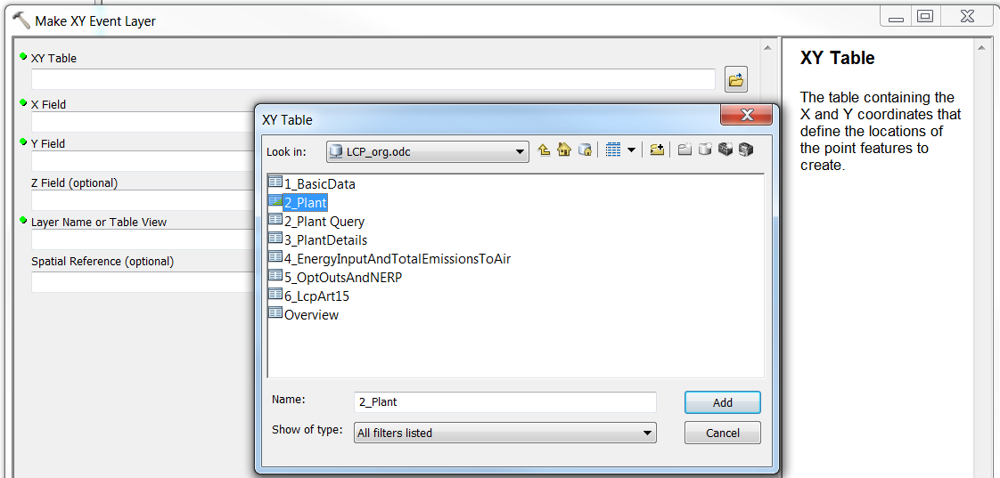 Make XY Event Layer
XY Table
X Field
Y Field
Z Field (optional)
Layer Name or Table View
Spatial Reference (optional)
XY Table
Look in:
LCP_org.odc
1_BasicData
2_Plant
2_Plant Query
3_PlantDetails
4_EnergyInputAndTotalEmissionsToAir
5_OptOutsAndNERP
6_LcpArt15
Overview
Name:
2_Plant
Add
Show of type:
All filters listed
Cancel
XY Table
The table containing the
X and Y coordinates that
define the locations of
the point features to
create.